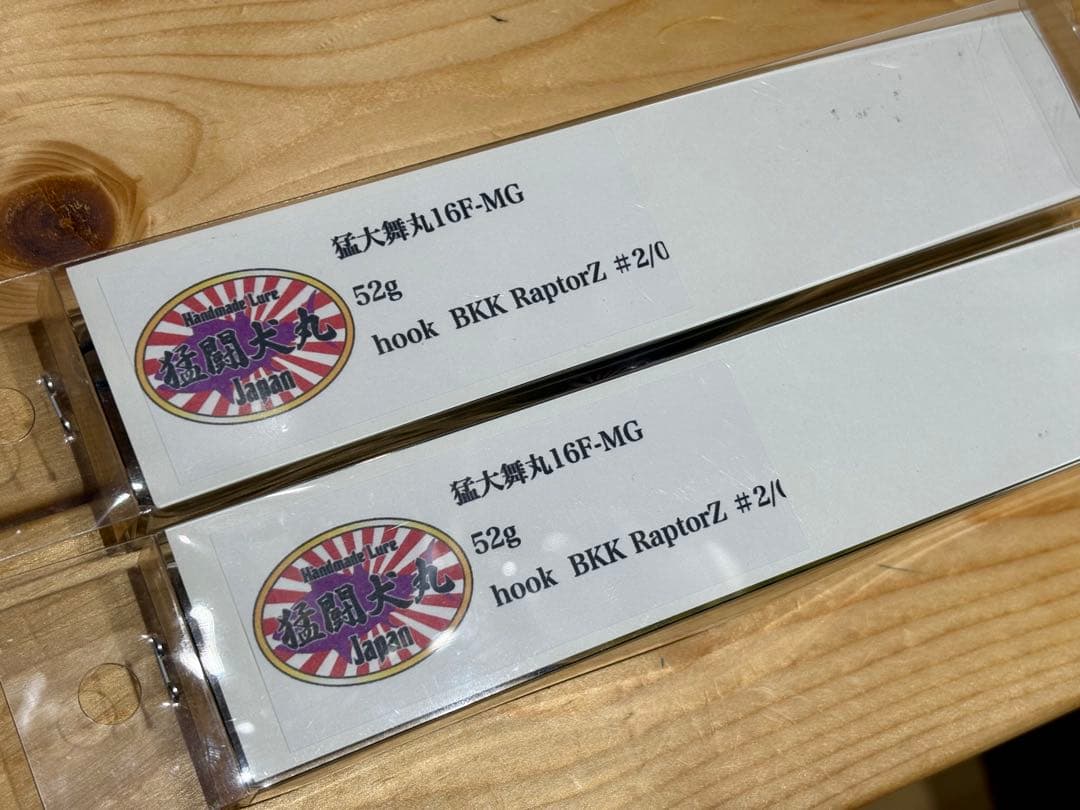 猛大舞丸16F-MG
52g
hook BKK RaptorZ #2/0
Handmade Lure
猛闘犬丸
Japan
猛大舞丸16F-MG
52g
hook BKK RaptorZ #2/
Handmade Lure
猛闘犬丸
Japan